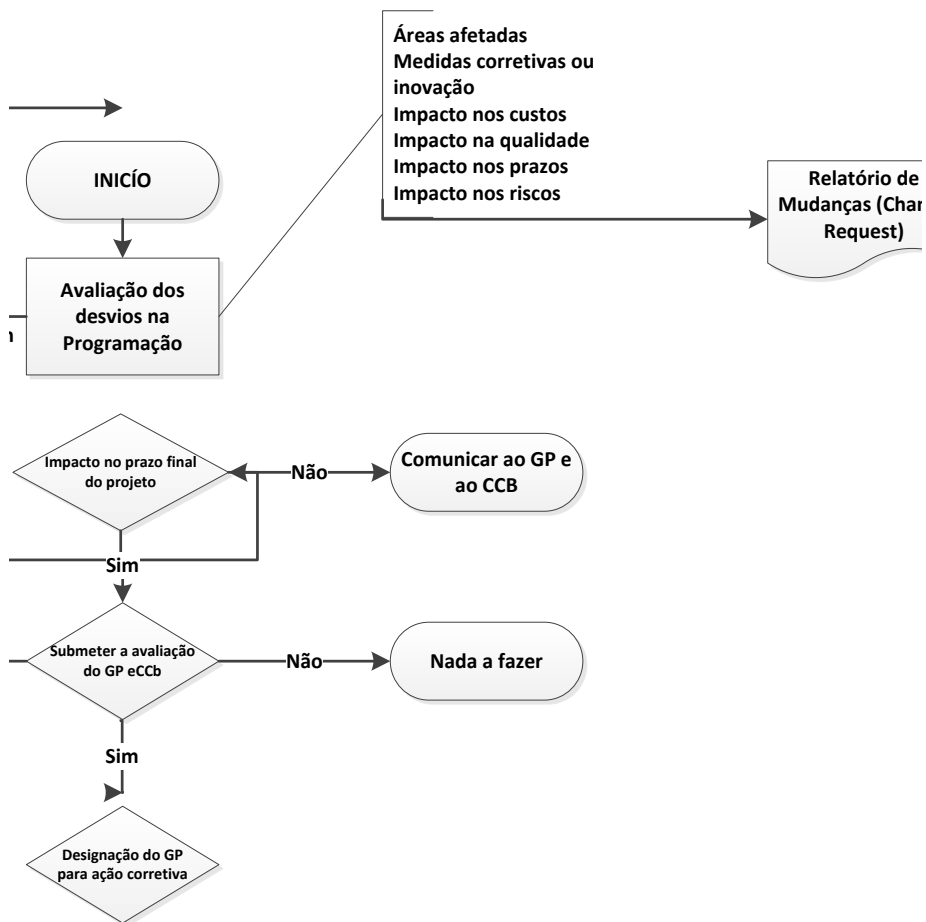 Áreas afetadas
Medidas corretivas ou
inovação
Impacto nos custos
Impacto na qualidade
Impacto nos prazos
Impacto nos riscos
INICÍO
Relatório de
Mudanças (Chan
Request)
Avaliação dos
desvios na
Programação
Impacto no prazo final
do projeto
Não
Comunicar ao GP e
ao CCB
Sim
Submeter a avaliação
do GP eCCb
Não
Nada a fazer
Sim
Designação do GP
para ação corretiva